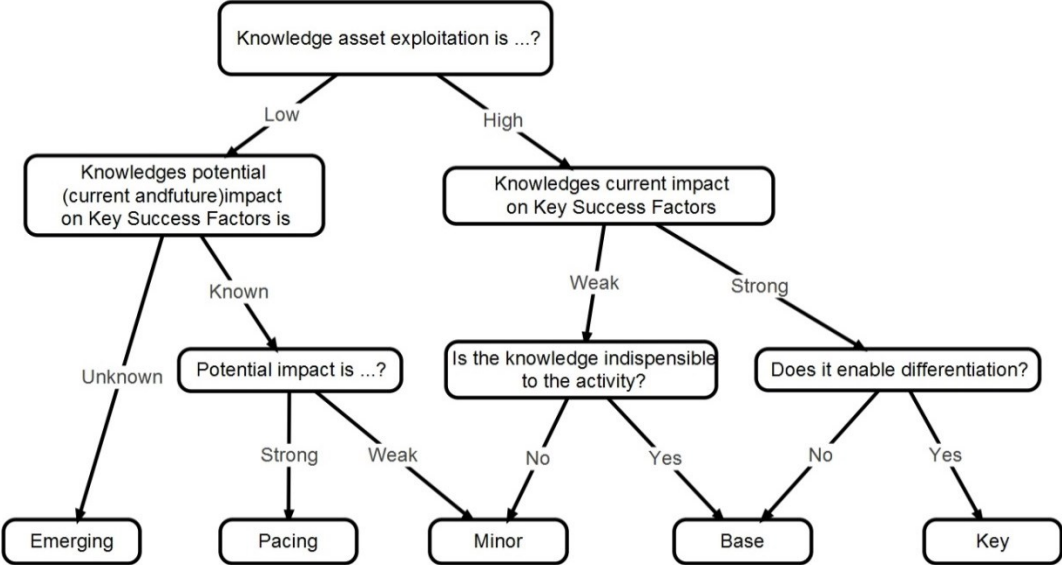 Knowledge asset exploitation is ...?
Low
High
Knowledges potential
(current andfuture)impact
on Key Success Factors is
Knowledges current impact
on Key Success Factors
Known
Weak
Strong
Unknown
Potential impact is ...?
Is the knowledge indispensible
to the activity?
Does it enable differentiation?
Strong
Weak
No
Yes
No
Yes
Emerging
Pacing
Minor
Base
Key